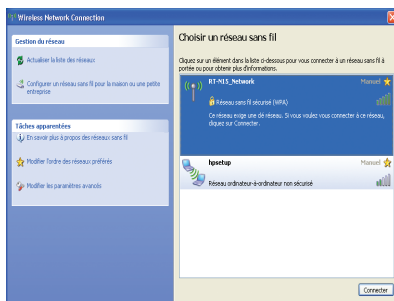 Wireless Network Connection
Gestion du réseau
Actualiser la liste des réseaux
Configurer un réseau sans fil pour la maison ou une petite
entreprise
Tâches apparentées
En savoir plus à propos des réseaux sans fil
Modifier l'ordre des réseaux préférés
Modifier les paramètres avancés
Choisir un réseau sans fil
Cliquez sur un élément dans la liste ci-dessous pour vous connecter à un réseau sans fil à
portée ou pour obtenir plus d'informations.
RT-N15_Network
Manuel
Réseau sans fil sécurisé (WPA)
Ce réseau exige une clé réseau. Si vous voulez vous connecter à ce réseau,
cliquez sur Connecter.
hpsetup
Manuel
Réseau ordinateur-à-ordinateur non sécurisé
Connecter